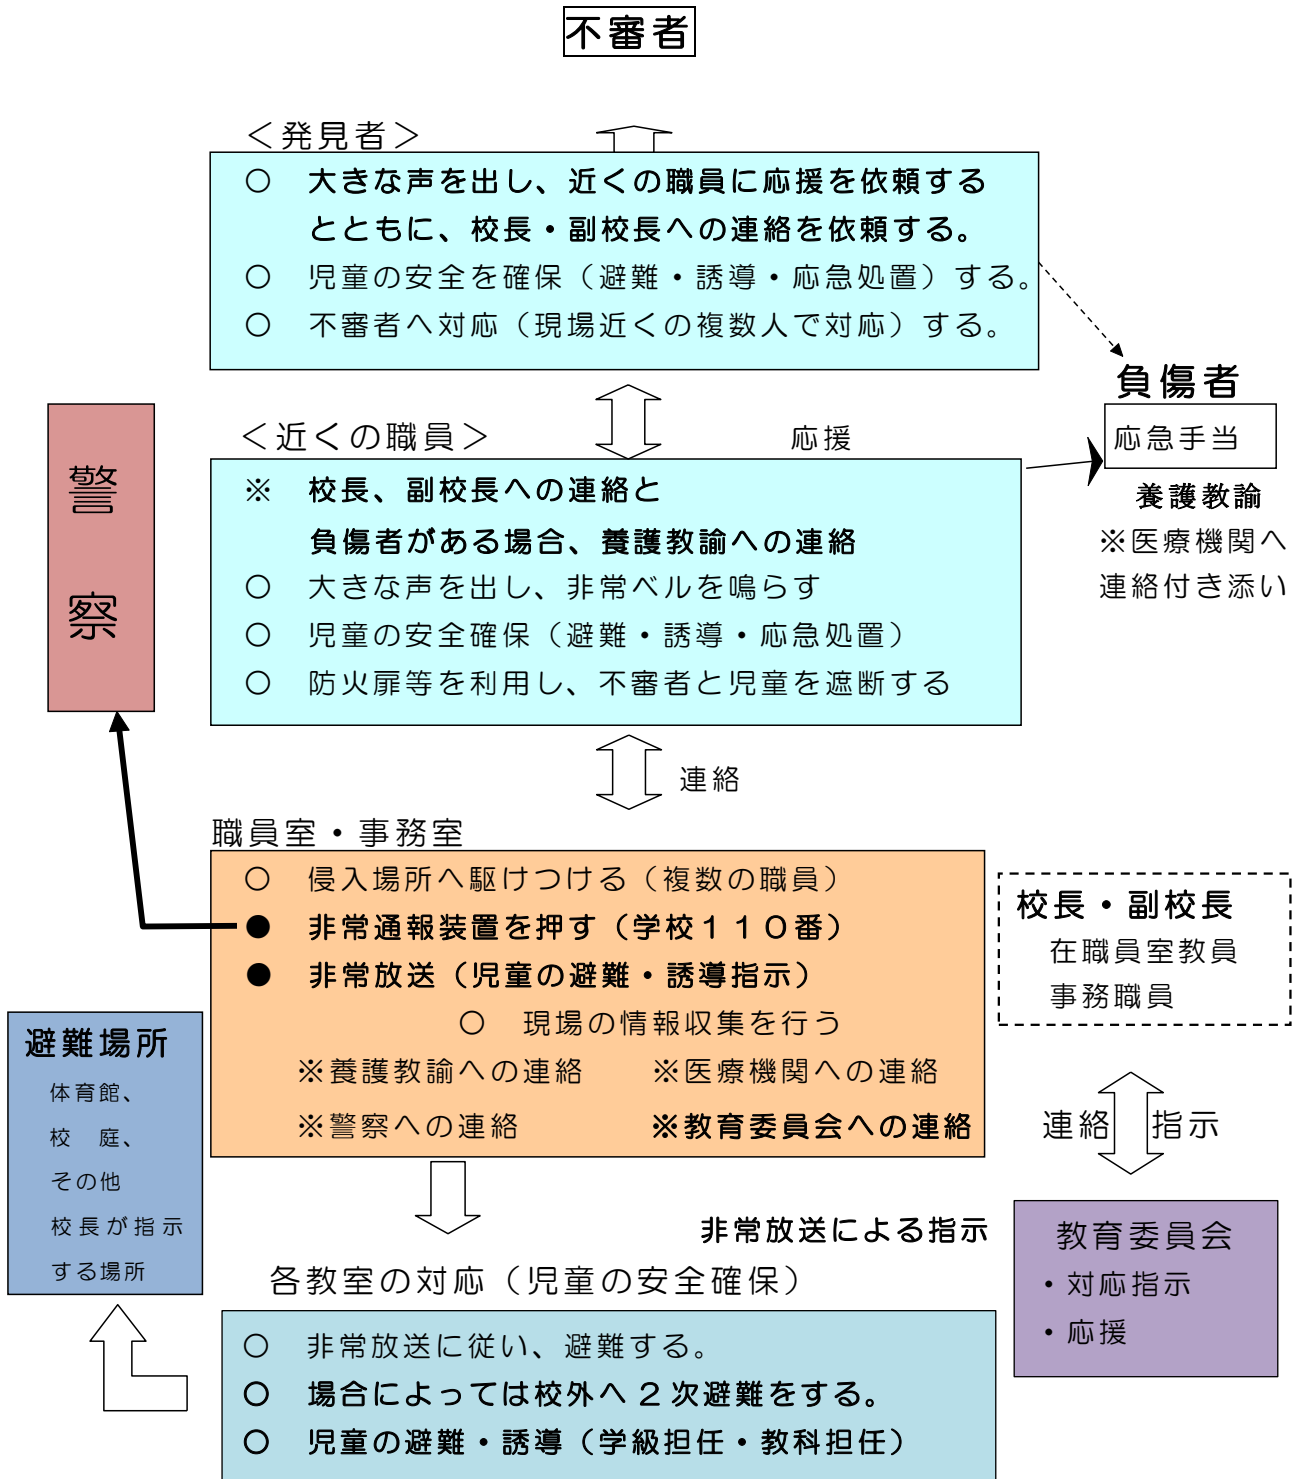 不審者
＜発見者＞
○　大きな声を出し、近くの職員に応援を依頼する
とともに、校長・副校長への連絡を依頼する。
○　児童の安全を確保（避難・誘導・応急処置）する。
○　不審者へ対応（現場近くの複数人で対応）する。
負傷者
応急手当
養護教諭
※医療機関へ
連絡付き添い
警
察
＜近くの職員＞
応援
※　校長、副校長への連絡と
負傷者がある場合、養護教諭への連絡
○　大きな声を出し、非常ベルを鳴らす
○　児童の安全確保（避難・誘導・応急処置）
○　防火扉等を利用し、不審者と児童を遮断する
連絡
職員室・事務室
○　侵入場所へ駆けつける（複数の職員）
●　非常通報装置を押す（学校１１０番）
●　非常放送（児童の避難・誘導指示）
○　現場の情報収集を行う
※養護教諭への連絡　　※医療機関への連絡
※警察への連絡　　　　※教育委員会への連絡
校長・副校長
在職員室教員
事務職員
連絡　指示
教育委員会
・対応指示
・応援
避難場所
体育館、
校　庭、
その他
校長が指示
する場所
非常放送による指示
各教室の対応（児童の安全確保）
○　非常放送に従い、避難する。
○　場合によっては校外へ２次避難をする。
○　児童の避難・誘導（学級担任・教科担任）